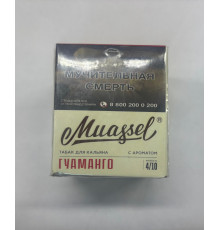 МУЧИТЕЛЬНАЯ
СМЕРТЬ
8 800 200 0 200
Muassel®
ТАБАК ДЛЯ КАЛЬЯНА С АРОМАТОМ
ГУАМАНГО
4/10